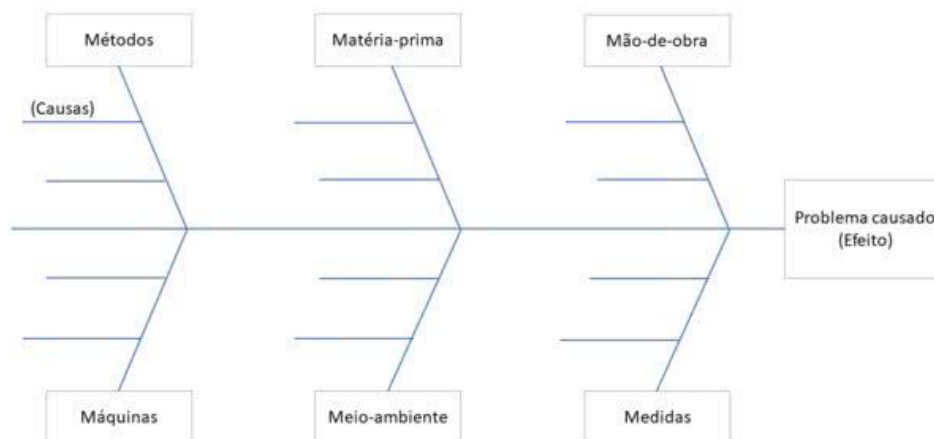 Métodos
Matéria-prima
Mão-de-obra
(Causas)
Problema causado
(Efeito)
Máquinas
Meio-ambiente
Medidas